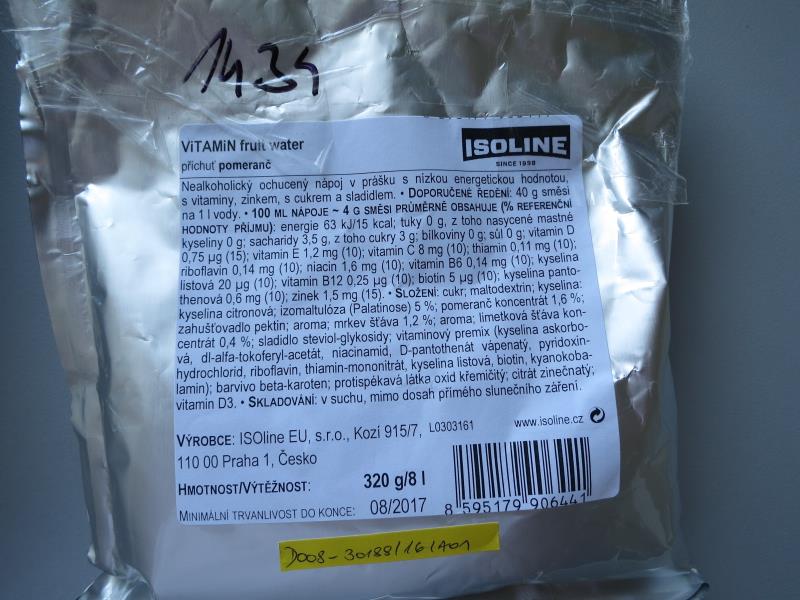 1434
ViTAMiN fruit water
příchuť pomeranč
ISOLINE
SINCE 1998
Nealkoholický ochucený nápoj v prášku s nízkou energetickou hodnotou,
s vitaminy, zinkem, s cukrem a sladidlem. • DOPORUČENÉ ŘEDĚNÍ: 40 g směsi
na 1 l vody. • 100 ML NÁPOJE ~ 4 G SMĚSI PRŮMĚRNĚ OBSAHUJE (% REFERENČNÍ
HODNOTY PŘÍJMU): energie 63 kJ/15 kcal; tuky 0 g, z toho nasycené mastné
kyseliny 0 g; sacharidy 3,5 g, z toho cukry 3 g; bílkoviny 0 g; sůl 0 g; vitamin D
0,75 µg (15); vitamin E 1,2 mg (10); vitamin C 8 mg (10); thiamin 0,11 mg (10);
riboflavin 0,14 mg (10); niacin 1,6 mg (10); vitamin B6 0,14 mg (10); kyselina
listová 20 µg (10); vitamin B12 0,25 µg (10); biotin 5 µg (10); kyselina panto-
thenová 0,6 mg (10); zinek 1,5 mg (15). • SLOŽENÍ: cukr; maltodextrin; kyselina:
kyselina citronová; izomaltulóza (Palatinose) 5 %; pomeranč koncentrát 1,6 %;
zahušťovadlo pektin; aroma; mrkev šťáva 1,2 %; aroma; limetková šťáva kon-
centrát 0,4 %; sladidlo steviol-glykosidy; vitaminový premix (kyselina askorbo-
vá, dl-alfa-tokoferyl-acetát, niacinamid, D-pantothenát vápenatý, pyridoxin-
hydrochlorid, riboflavin, thiamin-mononitrát, kyselina listová, biotin, kyanokoba-
lamin); barvivo beta-karoten; protispékavá látka oxid křemičitý; citrát zinečnatý;
vitamin D3. • SKLADOVÁNÍ: v suchu, mimo dosah přímého slunečního záření.
VÝROBCE: ISOline EU, s.r.o., Kozí 915/7, L0303161
www.isoline.cz
110 00 Praha 1, Česko
HMOTNOST/VÝTĚŽNOST: 320 g/8 l
MINIMÁLNÍ TRVANLIVOST DO KONCE: 08/2017
8 595179 906441
D008-30188/16/A01